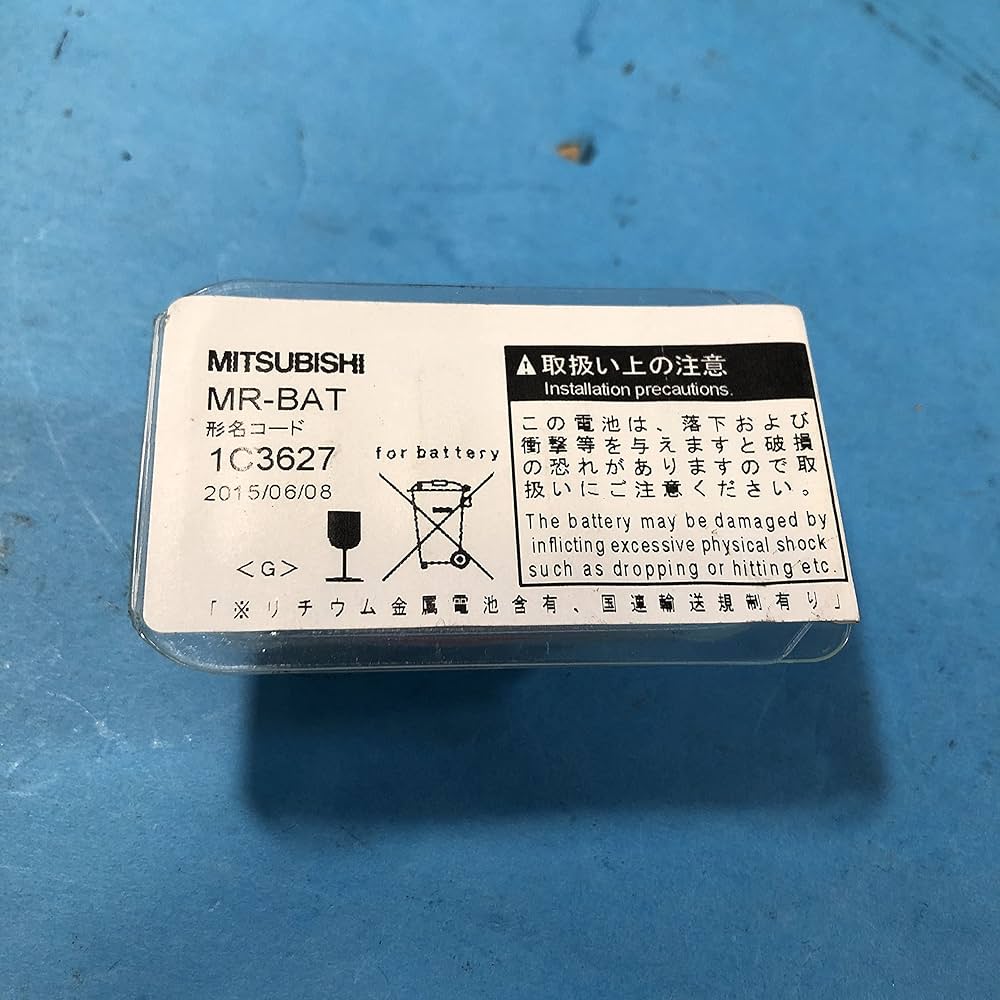 MITSUBISHI
MR-BAT
形名コード
1C3627
2015/06/08
for battery
<G>
⚠取扱い上の注意
Installation precautions.
この電池は、落下および
衝撃等を与えますと破損
の恐れがありますので取
扱いにご注意ください。
The battery may be damaged by
inflicting excessive physical shock
such as dropping or hitting etc.
「※リチウム金属電池含有、国連輸送規制有り」